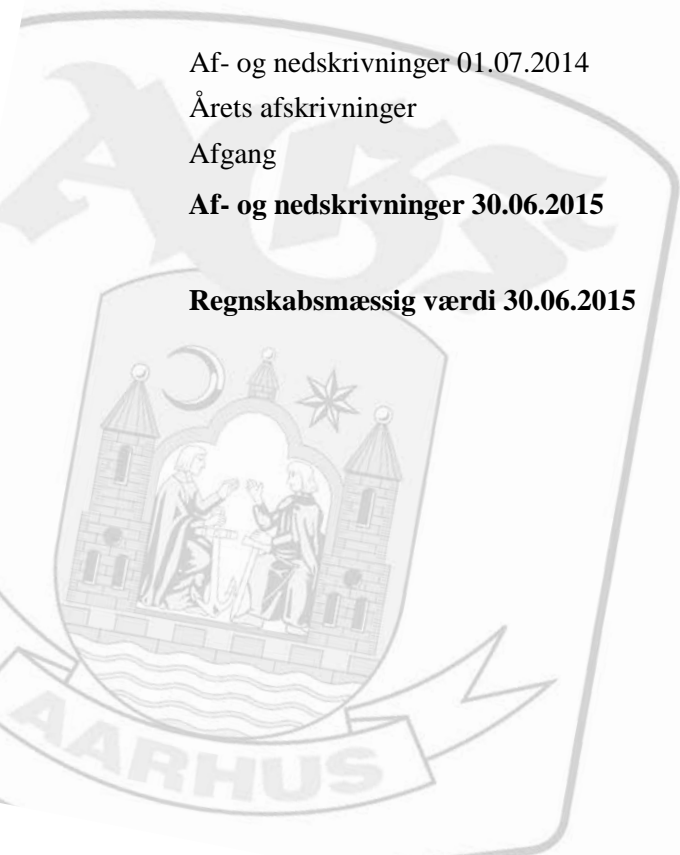 AGF
Af- og nedskrivninger 01.07.2014
Årets afskrivninger
Afgang
Af- og nedskrivninger 30.06.2015
Regnskabsmæssig værdi 30.06.2015
AARHUS